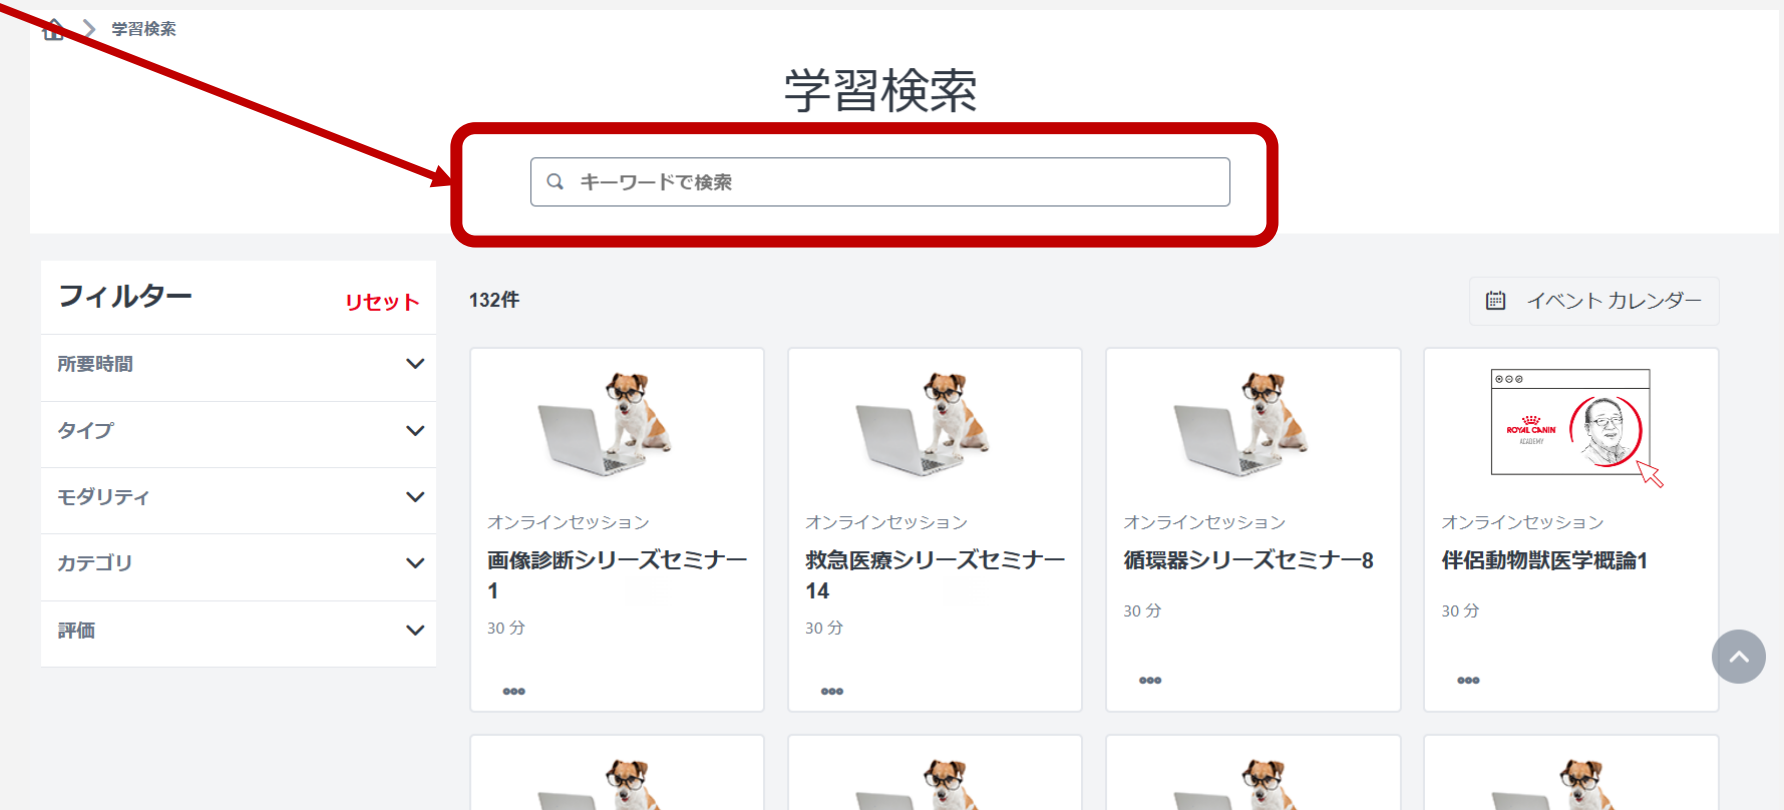 学習検索
学習検索
キーワードで検索
フィルター
リセット
所要時間
タイプ
モダリティ
カテゴリ
評価
132件
イベント カレンダー
オンラインセッション
画像診断シリーズセミナー
1
30 分
オンラインセッション
救急医療シリーズセミナー
14
30 分
オンラインセッション
循環器シリーズセミナー8
30 分
ROYAL CANIN
ACADEMY
オンラインセッション
伴侶動物獣医学概論1
30 分